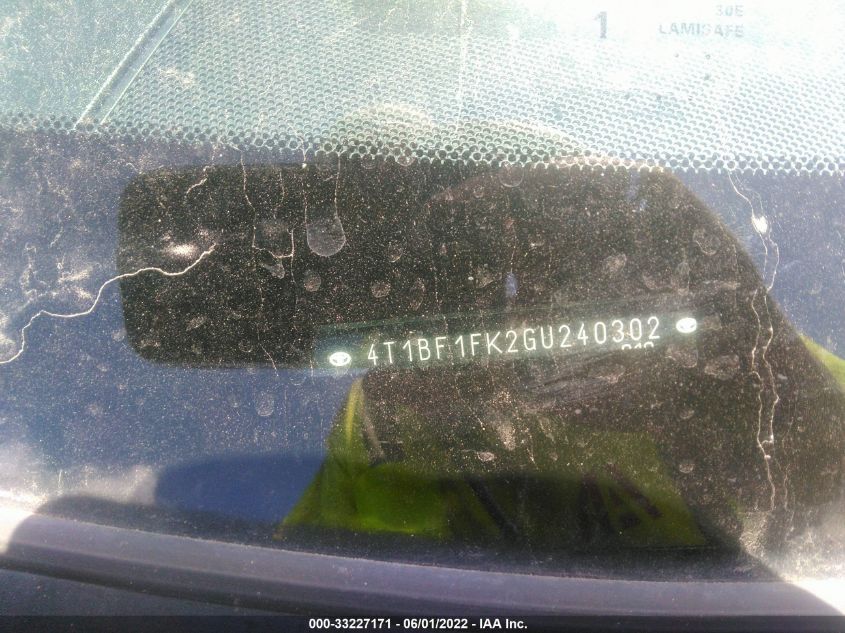 1
30E
LAMISAFE
4T1BF1FK2GU240302
000-33227171 - 06/01/2022 - IAA Inc.